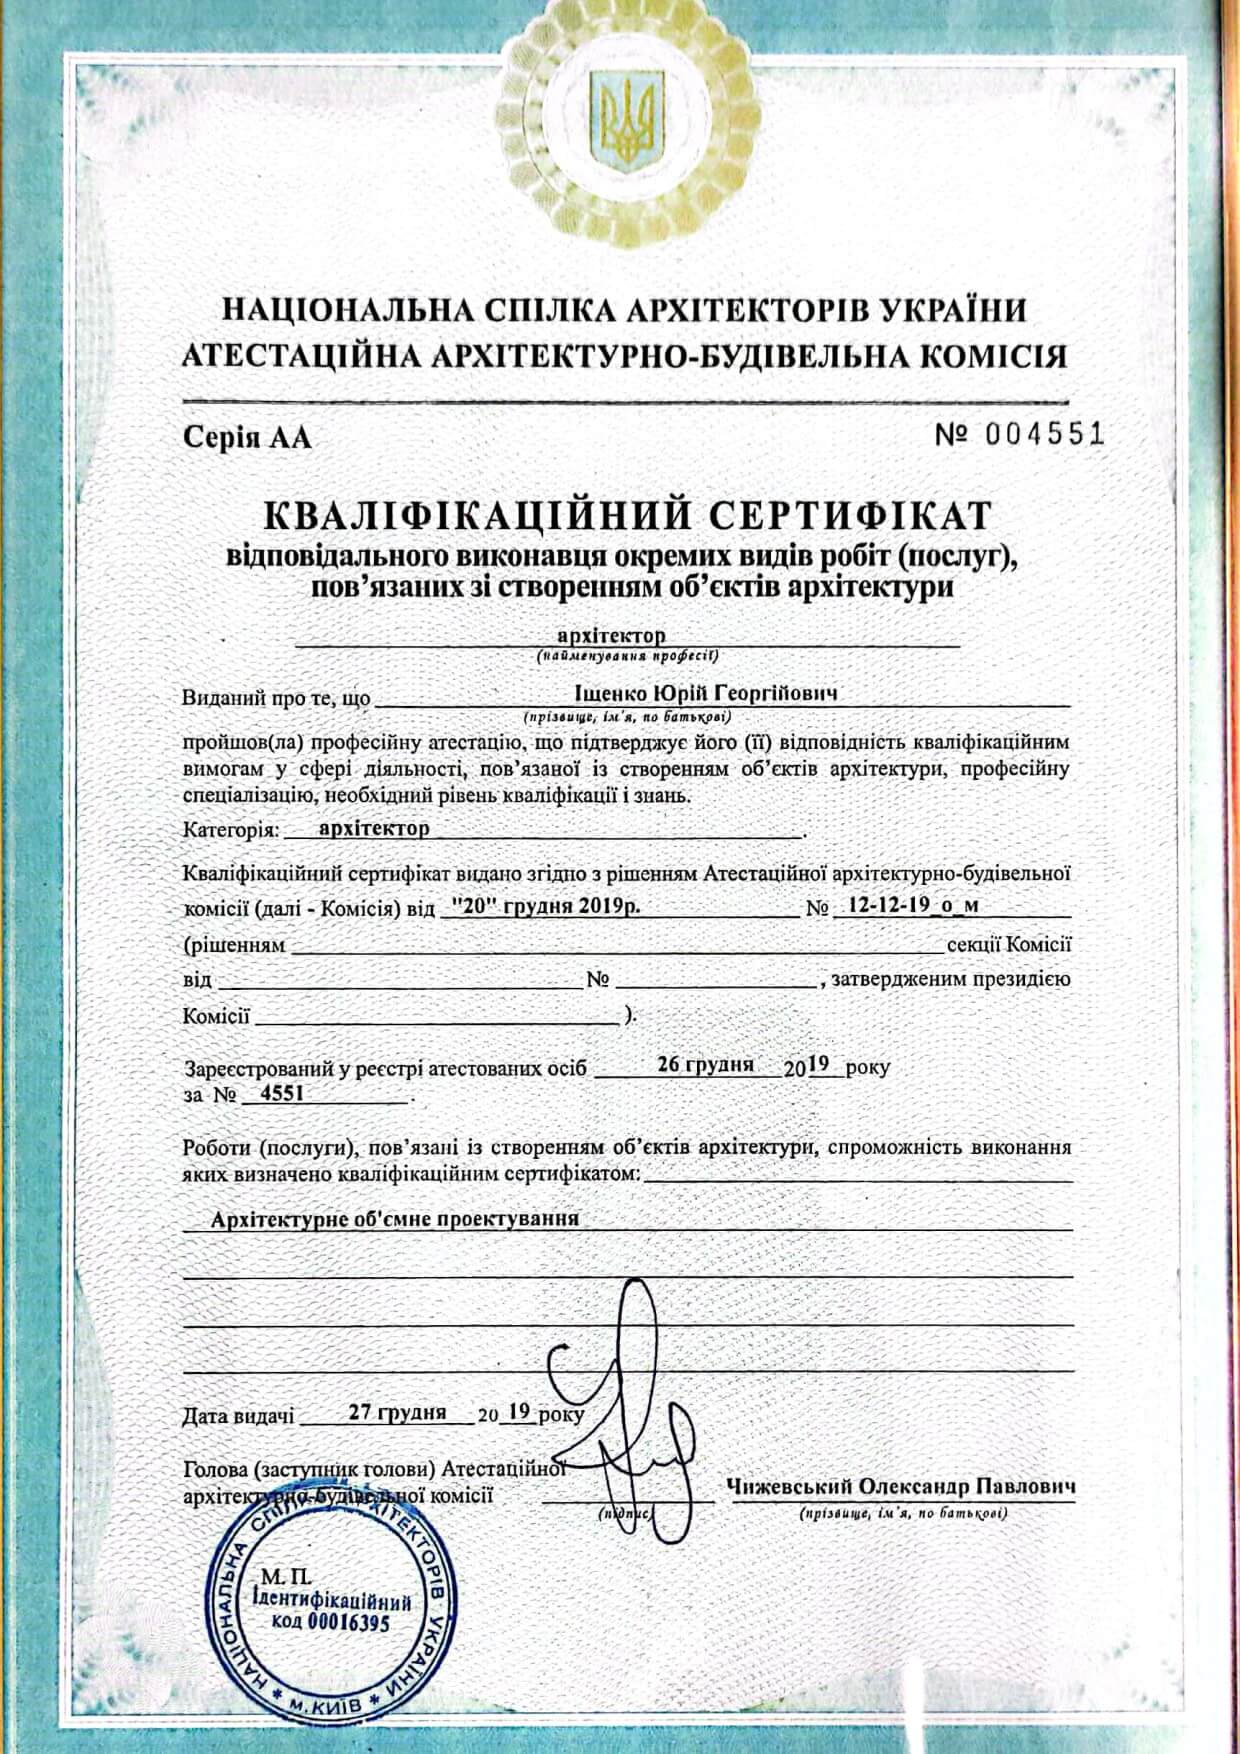 НАЦІОНАЛЬНА СПІЛКА АРХІТЕКТОРІВ УКРАЇНИ
АТЕСТАЦІЙНА АРХІТЕКТУРНО-БУДІВЕЛЬНА КОМІСІЯ
Серія АА № 004551
КВАЛІФІКАЦІЙНИЙ СЕРТИФІКАТ
відповідального виконавця окремих видів робіт (послуг),
пов’язаних зі створенням об’єктів архітектури
архітектор
(найменування професії)
Виданий про те, що Іщенко Юрій Георгійович
(прізвище, ім'я, по батькові)
пройшов(ла) професійну атестацію, що підтверджує його (її) відповідність кваліфікаційним
вимогам у сфері діяльності, пов’язаної із створенням об’єктів архітектури, професійну
спеціалізацію, необхідний рівень кваліфікації і знань.
Категорія: архітектор.
Кваліфікаційний сертифікат видано згідно з рішенням Атестаційної архітектурно-будівельної
комісії (далі - Комісія) від "20" грудня 2019р. № 12-12-19_о_м
(рішенням секції Комісії
від № , затвердженим президією
Комісії ).
Зареєстрований у реєстрі атестованих осіб 26 грудня 2019 року
за № 4551.
Роботи (послуги), пов’язані із створенням об’єктів архітектури, спроможність виконання
яких визначено кваліфікаційним сертифікатом:
Архітектурне об'ємне проектування
Дата видачі 27 грудня 2019 року
Голова (заступник голови) Атестаційної
архітектурно-будівельної комісії Чижевський Олександр Павлович
(підпис) (прізвище, ім'я, по батькові)
М. П.
Ідентифікаційний
код 00016395
НАЦІОНАЛЬНА СПІЛКА АРХІТЕКТОРІВ УКРАЇНИ
* м.КИЇВ *